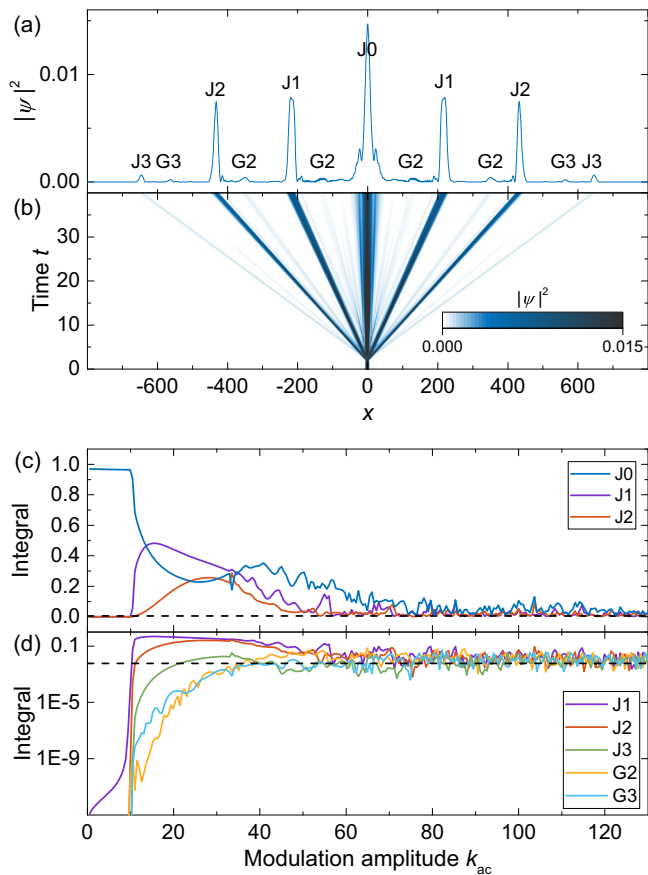 (a)
|ψ|²
0.01
0.00
J3 G3 J2 G2 J1 G2 J0 G2 J1 G2 J2 G3 J3
(b)
Time t
30
20
10
0
|ψ|²
0.000 0.015
-600 -400 -200 0 200 400 600
x
(c)
Integral
1.0
0.8
0.6
0.4
0.2
0.0
J0
J1
J2
(d)
Integral
0.1
1E-5
1E-9
J1
J2
J3
G2
G3
0 20 40 60 80 100 120
Modulation amplitude k_ac